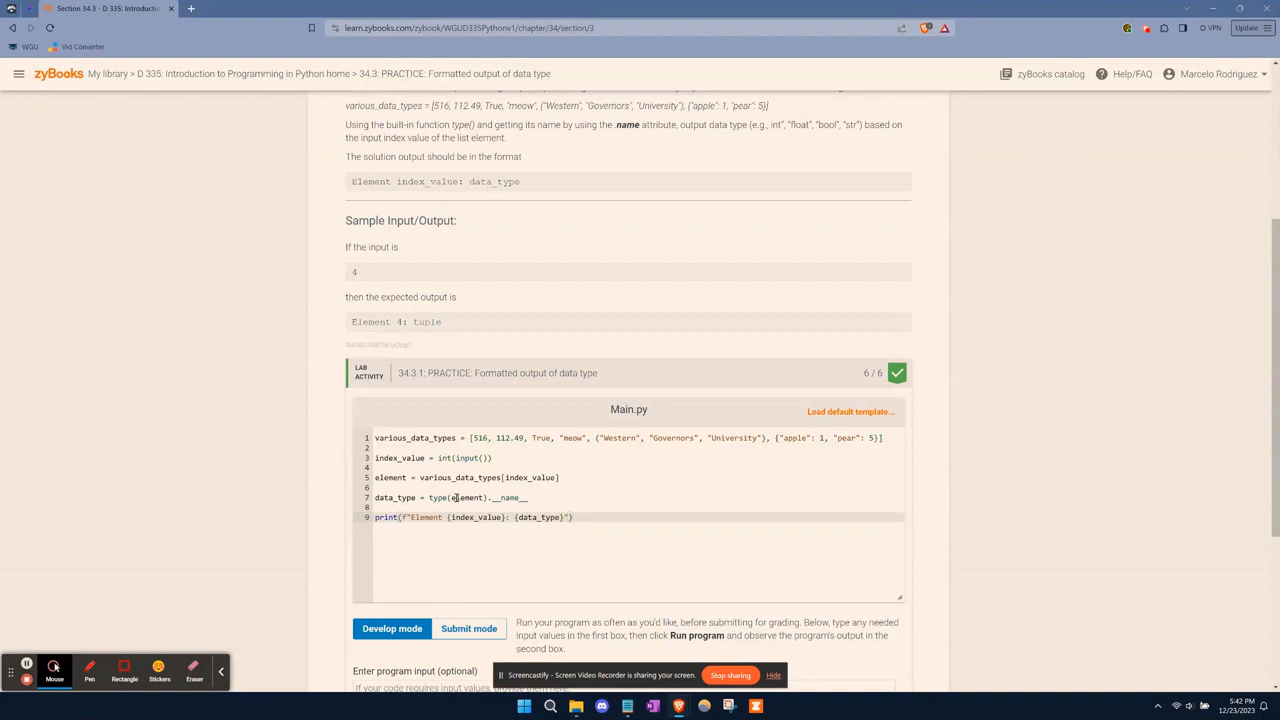 Section 34.3 - D 335: Introducti
learn.zybooks.com/zybook/WGUD335Pythonv1/chapter/34/section/3
VPN
Update
WGU
Vid Converter
zyBooks
My library > D 335: Introduction to Programming in Python home > 34.3: PRACTICE: Formatted output of data type
zyBooks catalog
Help/FAQ
Marcelo Rodriguez
various_data_types = [516, 112.49, True, "meow", ("Western", "Governors", "University"), {"apple": 1, "pear": 5}]
Using the built-in function type() and getting its name by using the .name attribute, output data type (e.g., int", "float", "bool", "str") based on
the input index value of the list element.
The solution output should be in the format
Element index_value: data_type
Sample Input/Output:
If the input is
4
then the expected output is
Element 4: tuple
LAB
ACTIVITY
34.3.1: PRACTICE: Formatted output of data type
6 / 6
Main.py
Load default template...
1 various_data_types = [516, 112.49, True, "meow", ("Western", "Governors", "University"), {"apple": 1, "pear": 5}]
2
3 index_value = int(input())
4
5 element = various_data_types[index_value]
6
7 data_type = type(element).__name__
8
9 print(f"Element {index_value}: {data_type}")
Develop mode
Submit mode
Run your program as often as you'd like, before submitting for grading. Below, type any needed
input values in the first box, then click Run program and observe the program's output in the
second box.
Enter program input (optional)
If your code requires input values, provide them here.
Mouse
Pen
Rectangle
Stickers
Eraser
Screencastify - Screen Video Recorder is sharing your screen.
Stop sharing
Hide
5:42 PM
12/23/2023